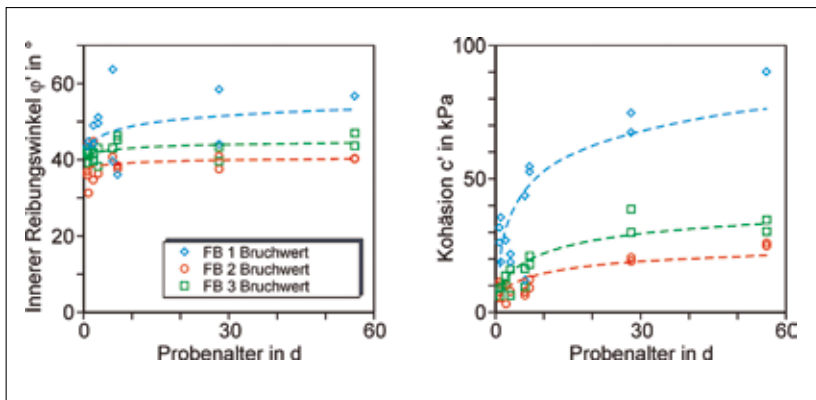 Innerer Reibungswinkel φ' in °
60
40
20
0
0
30
60
Probenalter in d
FB 1 Bruchwert
FB 2 Bruchwert
FB 3 Bruchwert
Kohäsion c' in kPa
100
50
0
0
30
60
Probenalter in d